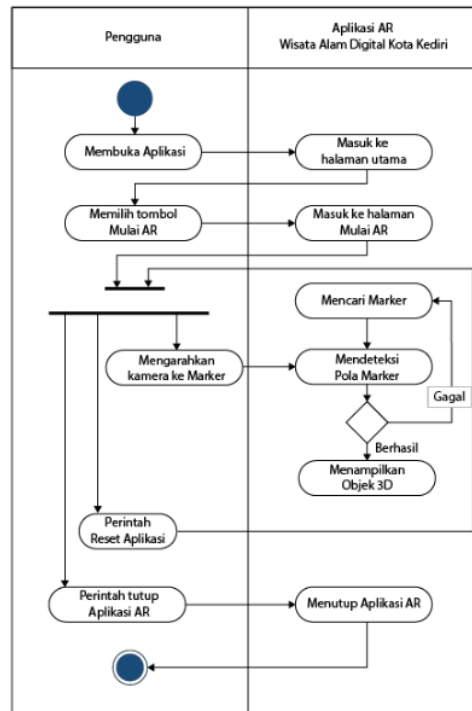 Pengguna
Aplikasi AR
Wisata Alam Digital Kota Kediri
Membuka Aplikasi
Masuk ke
halaman utama
Memilih tombol
Mulai AR
Masuk ke halaman
Mulai AR
Mencari Marker
Mengarahkan
kamera ke Marker
Mendeteksi
Pola Marker
Gagal
Berhasil
Menampilkan
Objek 3D
Perintah
Reset Aplikasi
Perintah tutup
Aplikasi AR
Menutup Aplikasi AR